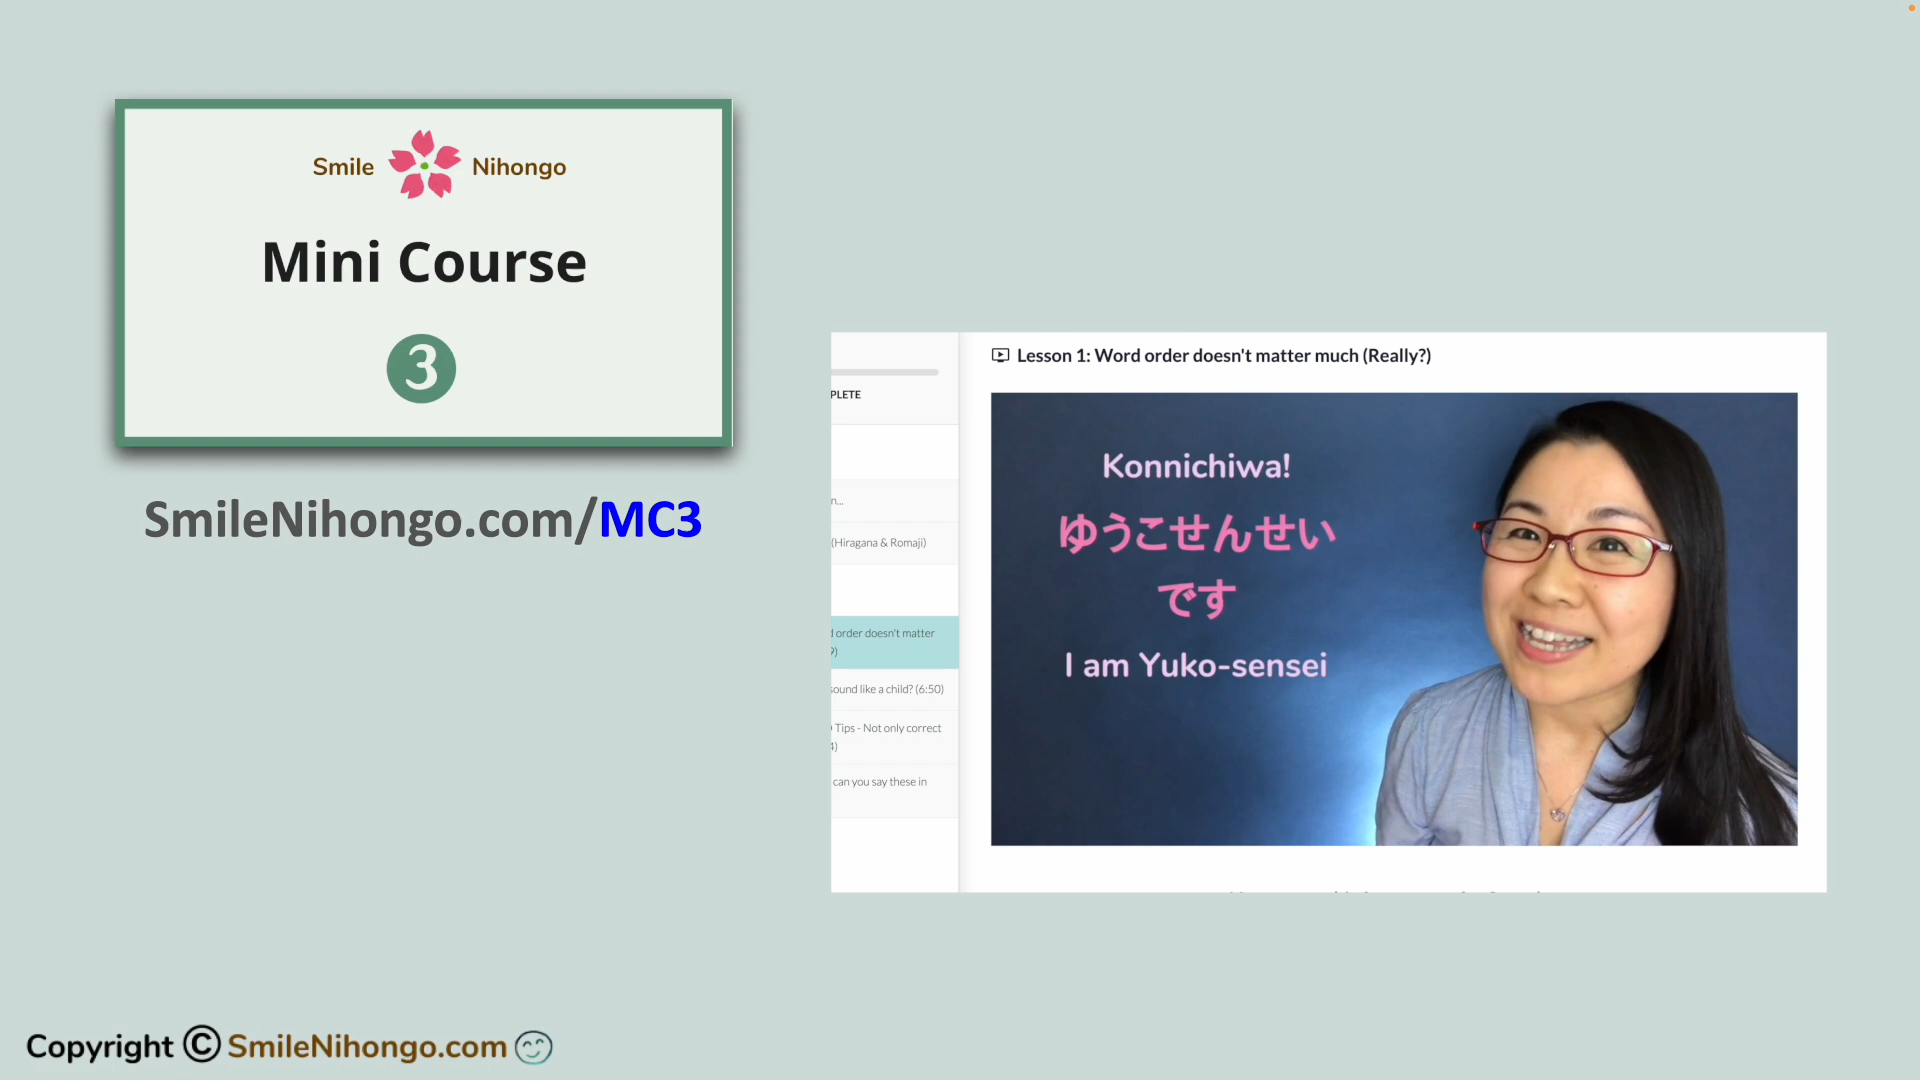 Smile Nihongo
Mini Course
3
SmileNihongo.com/MC3
PLETE
n...
(Hiragana & Romaji)
order doesn't matter
9)
sound like a child? (6:50)
Tips - Not only correct
4)
can you say these in
Lesson 1: Word order doesn't matter much (Really?)
Konnichiwa!
ゆうこせんせい
です
I am Yuko-sensei
Copyright © SmileNihongo.com